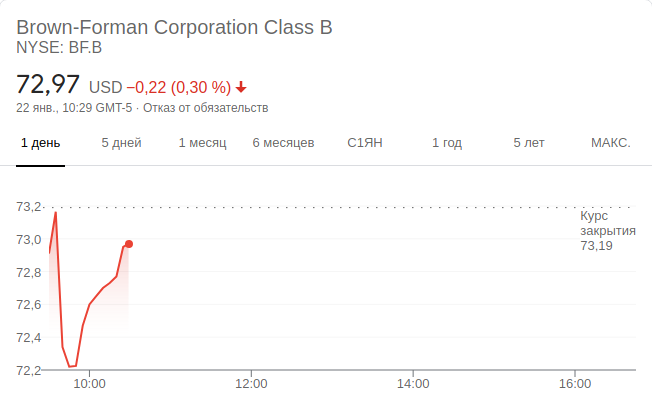 Brown-Forman Corporation Class B
NYSE: BF.B
72,97 USD −0,22 (0,30 %)
22 янв., 10:29 GMT-5 · Отказ от обязательств
1 день 5 дней 1 месяц 6 месяцев С1ЯН 1 год 5 лет МАКС.
73,2
Курс
закрытия
73,19
73,0
72,8
72,6
72,4
72,2
10:00 12:00 14:00 16:00